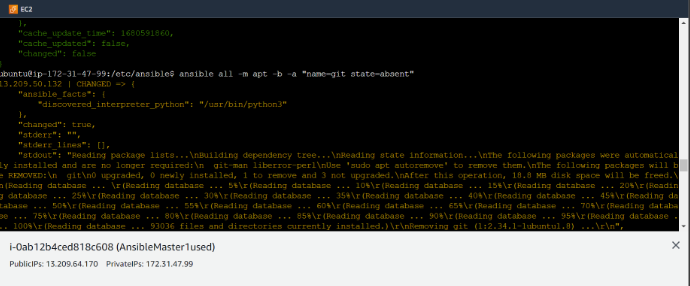 EC2
},
"cache_update_time": 1680591860,
"cache_updated": false,
"changed": false
}
ubuntu@ip-172-31-47-99:/etc/ansible$ ansible all -m apt -b -a "name=git state=absent"
13.209.50.132 | CHANGED => {
"ansible_facts": {
"discovered_interpreter_python": "/usr/bin/python3"
},
"changed": true,
"stderr": "",
"stderr_lines": [],
"stdout": "Reading package lists...\nBuilding dependency tree...\nReading state information...\nThe following packages were automatical
ly installed and are no longer required:\n  git-man liberror-perl\nUse 'sudo apt autoremove' to remove them.\nThe following packages will b
e REMOVED:\n  git\n0 upgraded, 0 newly installed, 1 to remove and 3 not upgraded.\nAfter this operation, 18.8 MB disk space will be freed.\
n(Reading database ... \r(Reading database ... 5%\r(Reading database ... 10%\r(Reading database ... 15%\r(Reading database ... 20%\r(Readin
g database ... 25%\r(Reading database ... 30%\r(Reading database ... 35%\r(Reading database ... 40%\r(Reading database ... 45%\r(Reading
database ... 50%\r(Reading database ... 55%\r(Reading database ... 60%\r(Reading database ... 65%\r(Reading database ... 70%\r(Reading databa
se ... 75%\r(Reading database ... 80%\r(Reading database ... 85%\r(Reading database ... 90%\r(Reading database ... 95%\r(Reading database
... 100%\r(Reading database ... 93036 files and directories currently installed.)\r\nRemoving git (1:2.34.1-1ubuntu1.8) ...\r\n",
i-0ab12b4ced818c608 (AnsibleMaster1used)
PublicIPs: 13.209.64.170 PrivateIPs: 172.31.47.99